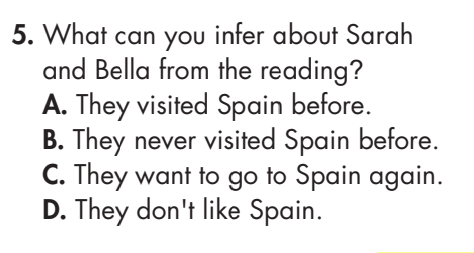 5. What can you infer about Sarah
and Bella from the reading?
A. They visited Spain before.
B. They never visited Spain before.
C. They want to go to Spain again.
D. They don't like Spain.